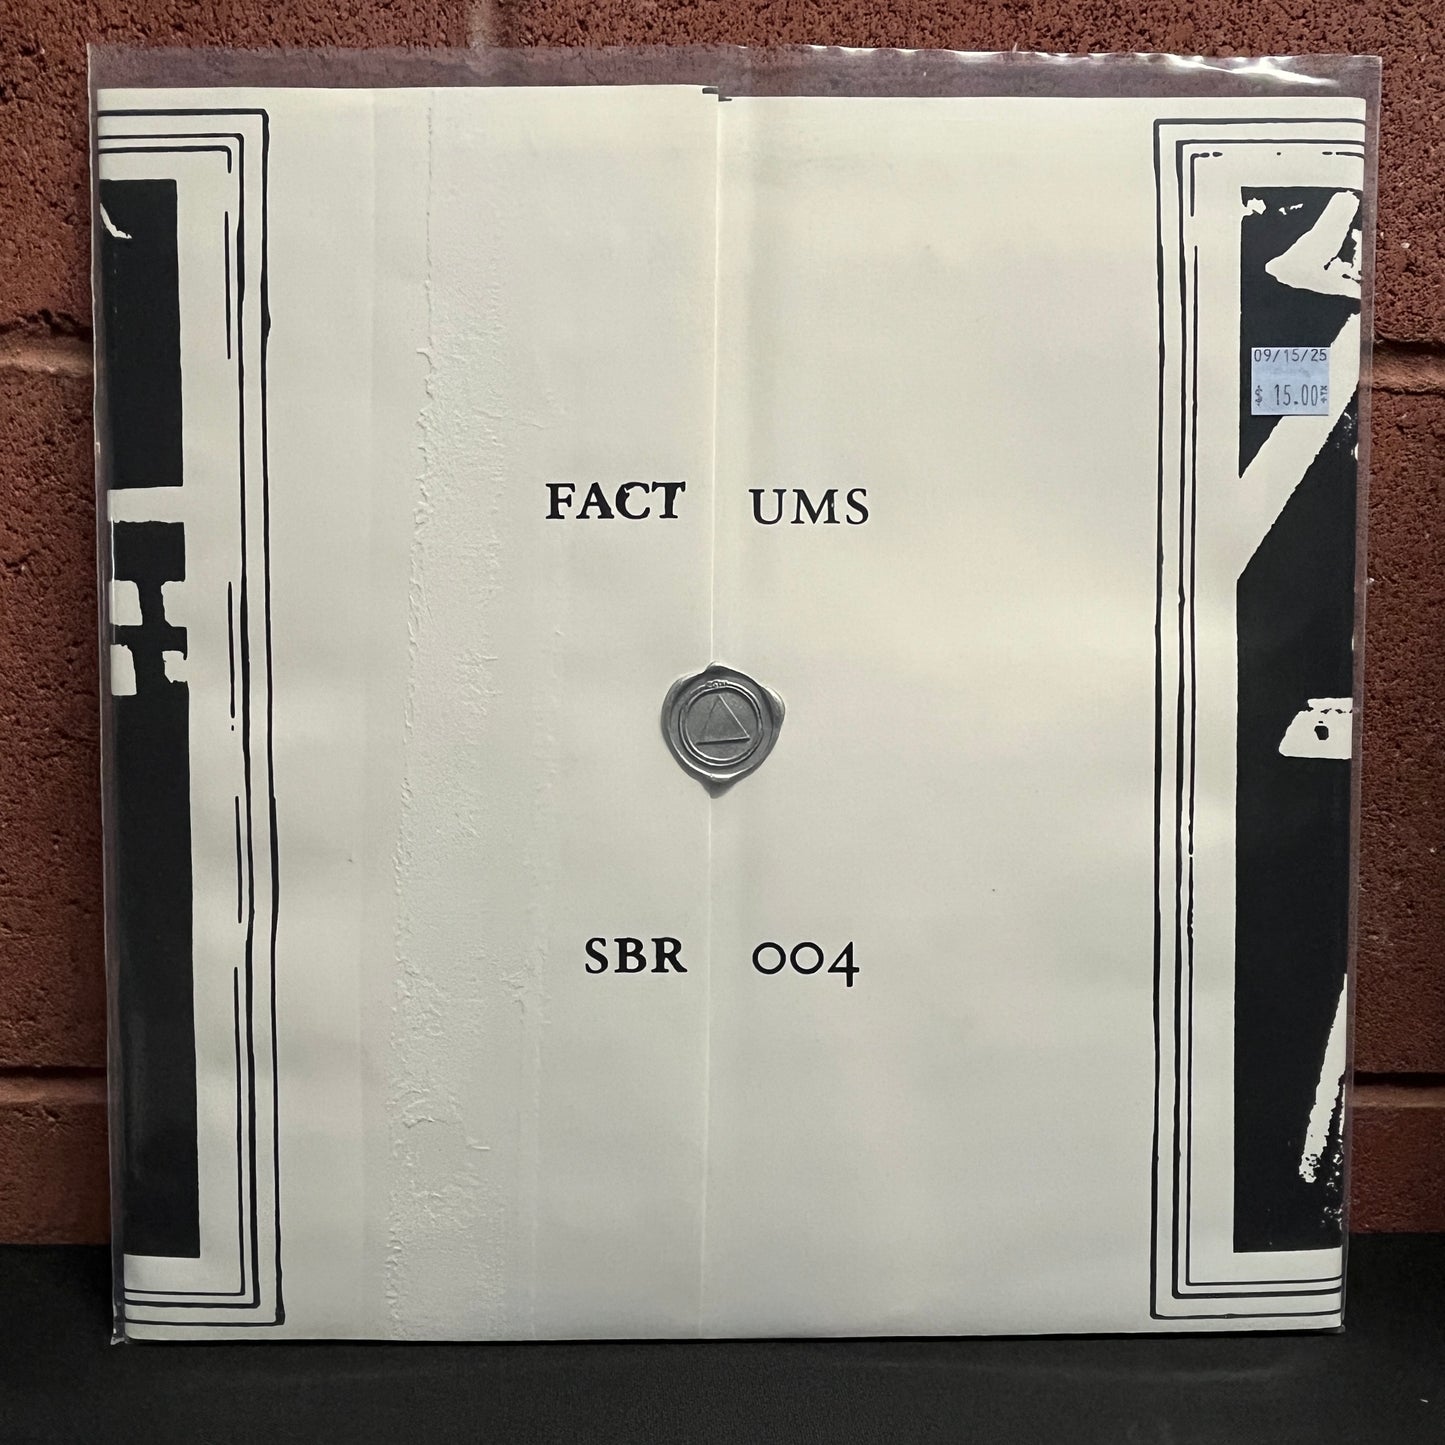 09/15/25
$ 15.00
FACT UMS
SBR 004